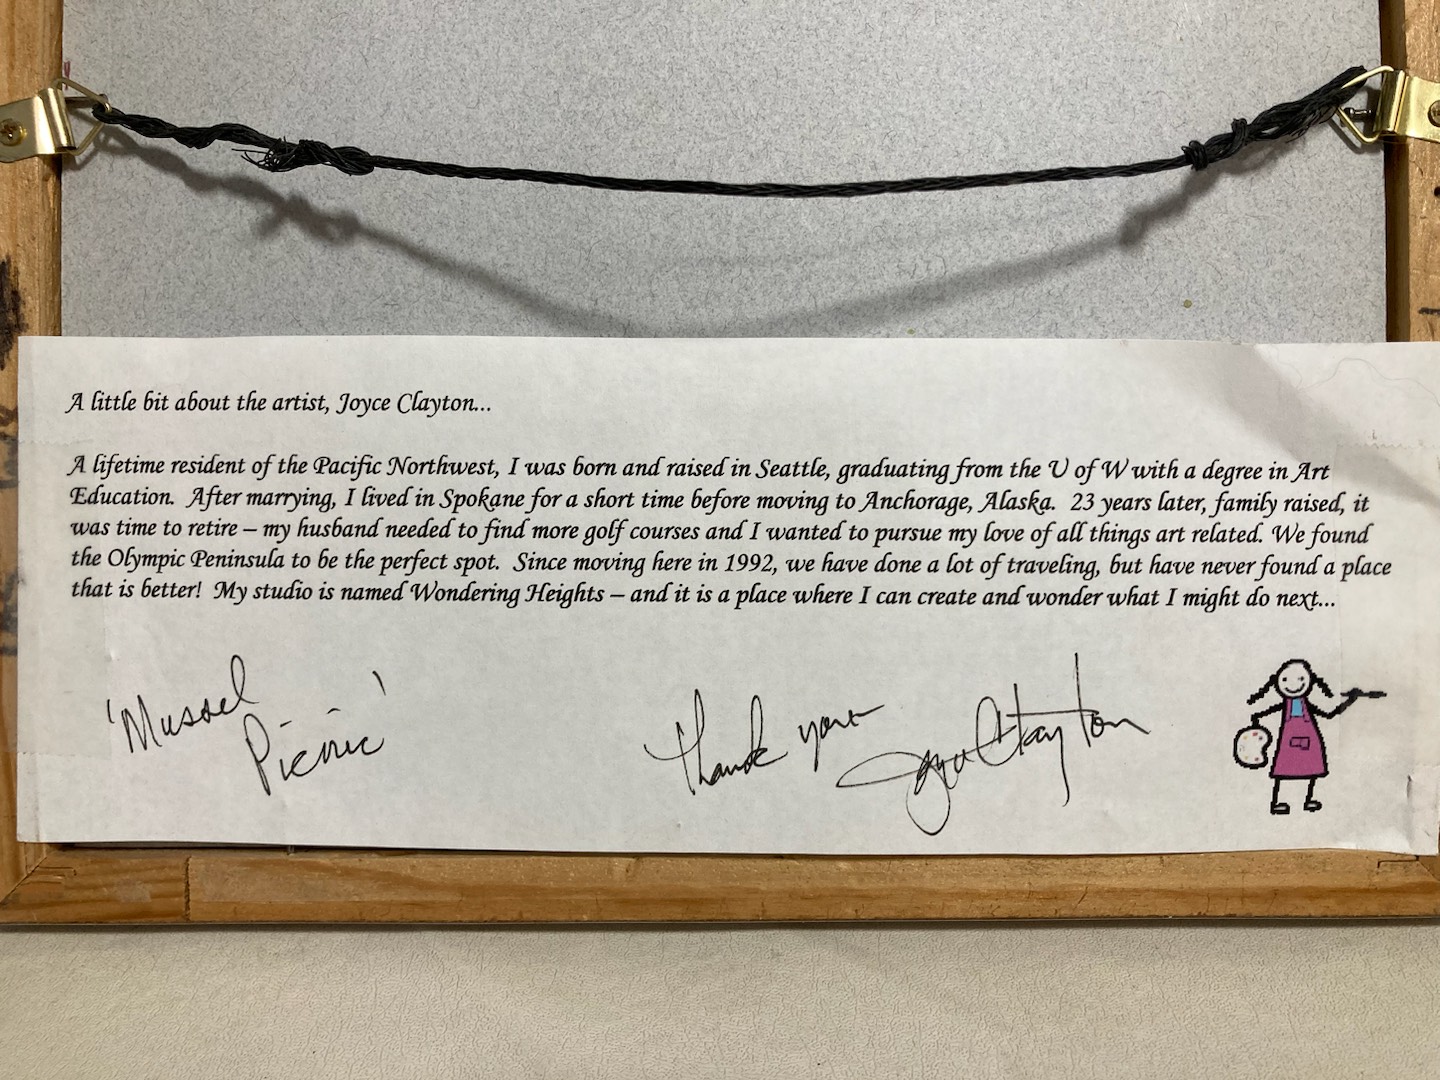 A little bit about the artist, Joyce Clayton...
A lifetime resident of the Pacific Northwest, I was born and raised in Seattle, graduating from the U of W with a degree in Art
Education.  After marrying, I lived in Spokane for a short time before moving to Anchorage, Alaska.  23 years later, family raised, it
was time to retire – my husband needed to find more golf courses and I wanted to pursue my love of all things art related. We found
the Olympic Peninsula to be the perfect spot.  Since moving here in 1992, we have done a lot of traveling, but have never found a place
that is better!  My studio is named Wondering Heights – and it is a place where I can create and wonder what I might do next...
'Mussel
Picnic'
Thank you
Joyce Clayton